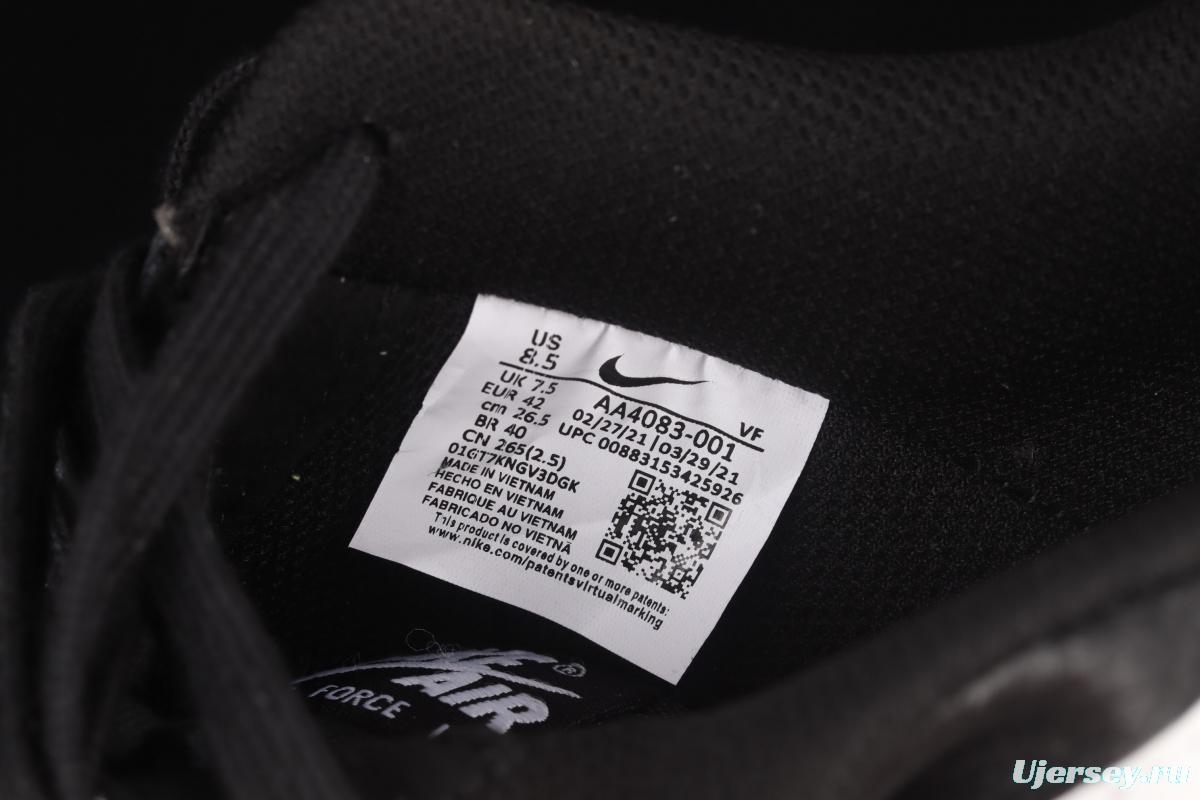 US
8.5
UK 7.5
EUR 42
cm 26.5
BR 40
CN 265(2.5)
01GT7KNGV3DGK
MADE IN VIETNAM
HECHO EN VIETNAM
FABRIQUE AU VIETNAM
FABRICADO NO VIETNÃ
This product is covered by one or more patents:
www.nike.com/patentsvirtualmarking
AA4083-001 VF
02/27/21 | 03/29/21
UPC 00883153425926
AIR®
FORCE
Ujersey.ru